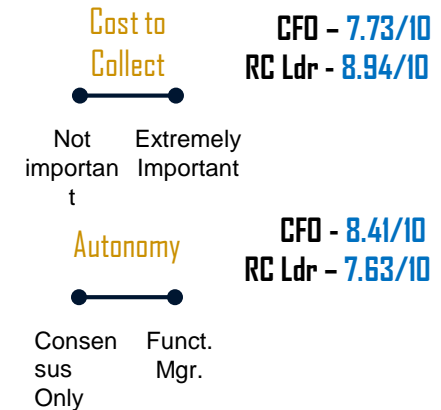 Cost to
Collect
CFO – 7.73/10
RC Ldr - 8.94/10
Not
importan
t
Extremely
Important
Autonomy
CFO - 8.41/10
RC Ldr – 7.63/10
Consen
sus
Only
Funct.
Mgr.